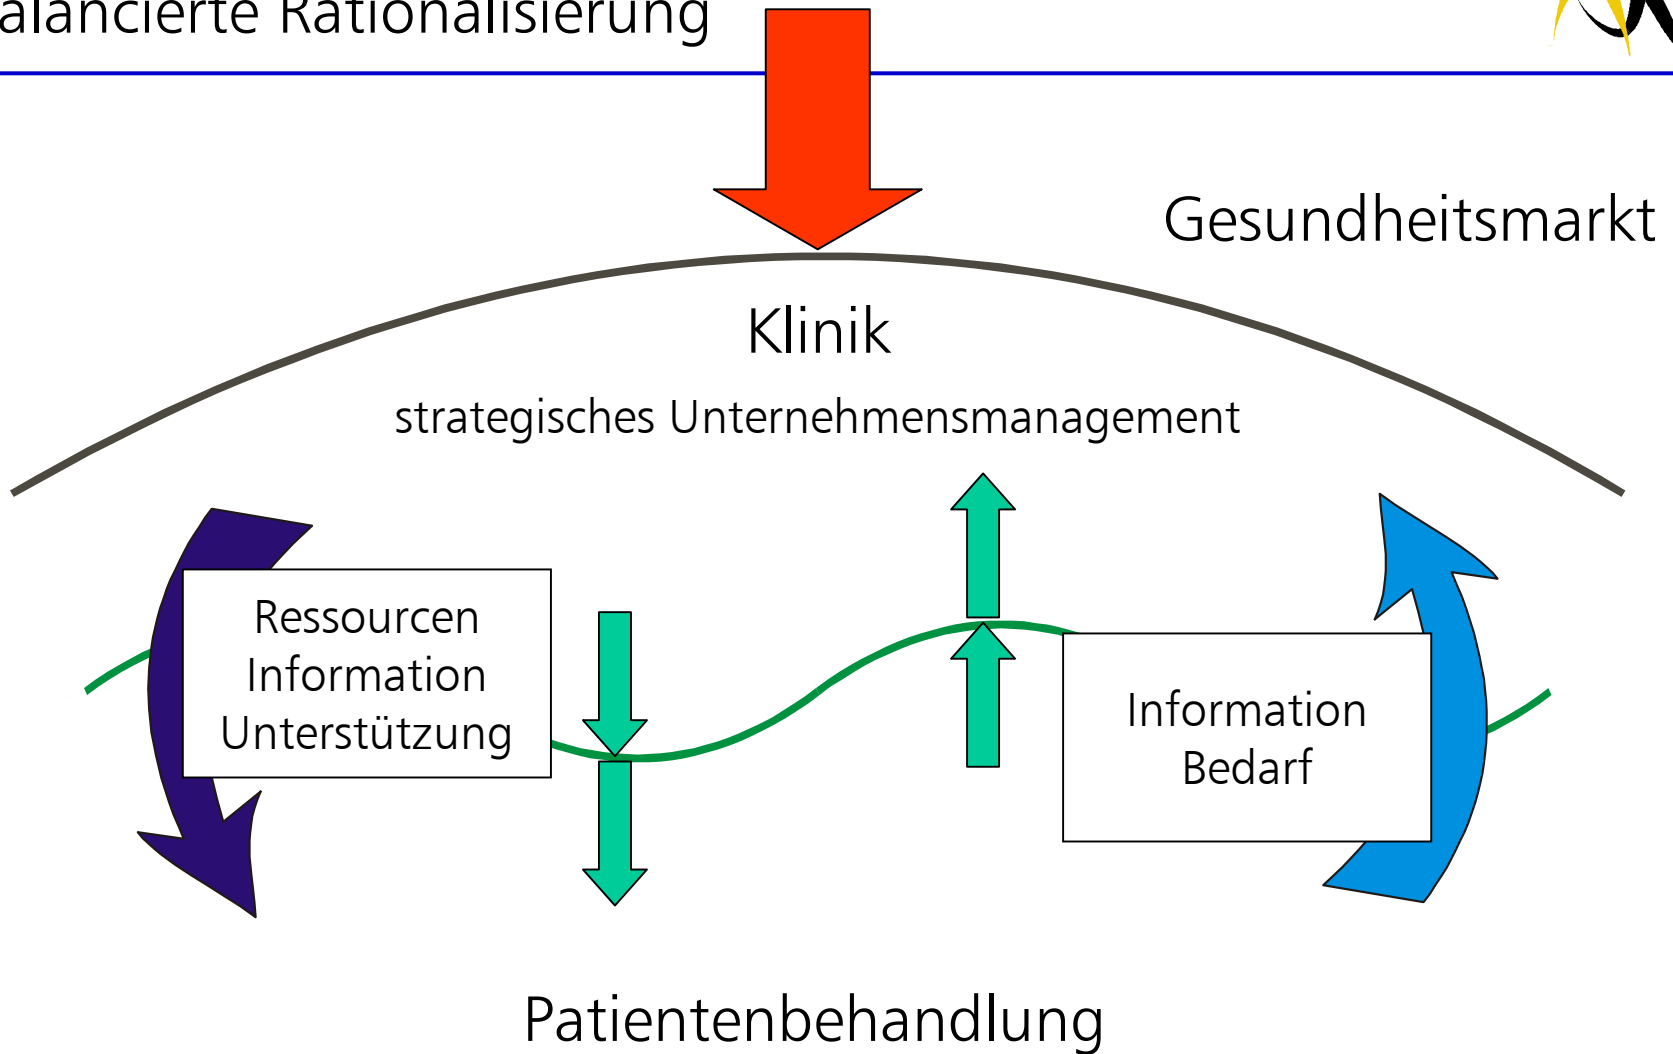 alancierte Rationalisierung
Gesundheitsmarkt
Klinik
strategisches Unternehmensmanagement
Ressourcen
Information
Unterstützung
Information
Bedarf
Patientenbehandlung